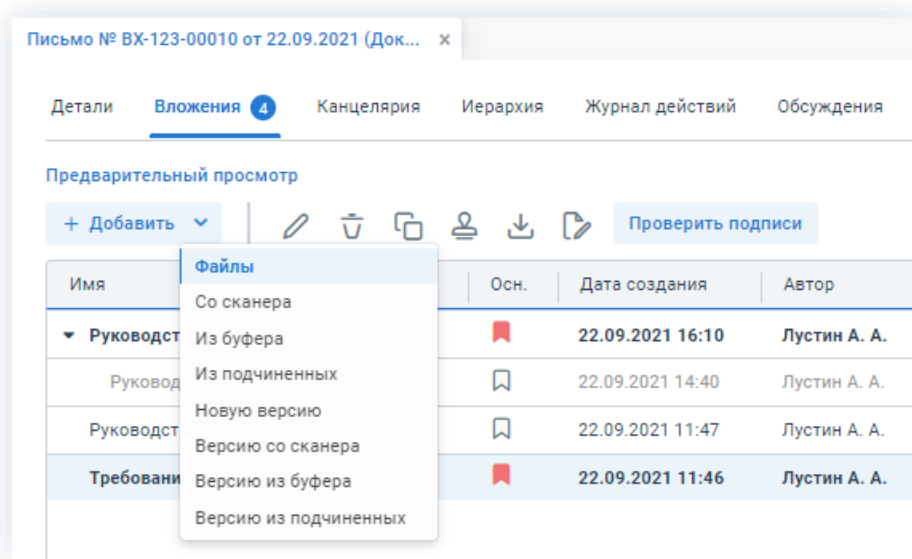 Письмо № ВХ-123-00010 от 22.09.2021 (Док... ×
Детали Вложения 4 Канцелярия Иерархия Журнал действий Обсуждения
Предварительный просмотр
+ Добавить Проверить подписи
Имя Осн. Дата создания Автор
Файлы
Со сканера
Из буфера
Из подчиненных
Новую версию
Версию со сканера
Версию из буфера
Версию из подчиненных
Руководст 22.09.2021 16:10 Лустин А. А.
Руковод 22.09.2021 14:40 Лустин А. А.
Руководст 22.09.2021 11:47 Лустин А. А.
Требовани 22.09.2021 11:46 Лустин А. А.